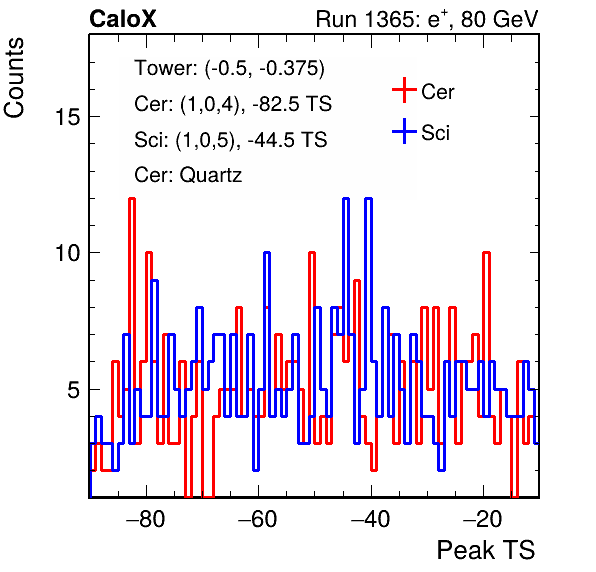 CaloX Run 1365: e⁺, 80 GeV
Counts
Tower: (-0.5, -0.375)
Cer: (1,0,4), -82.5 TS
Sci: (1,0,5), -44.5 TS
Cer: Quartz
Cer
Sci
15
10
5
−80 −60 −40 −20
Peak TS